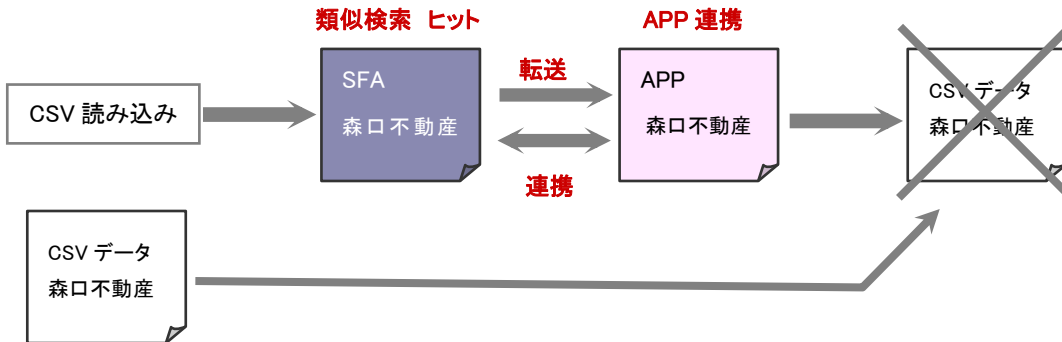 類似検索 ヒット
APP 連携
CSV 読み込み
SFA
森口不動産
転送
連携
APP
森口不動産
CSV データ
森口不動産
CSV データ
森口不動産